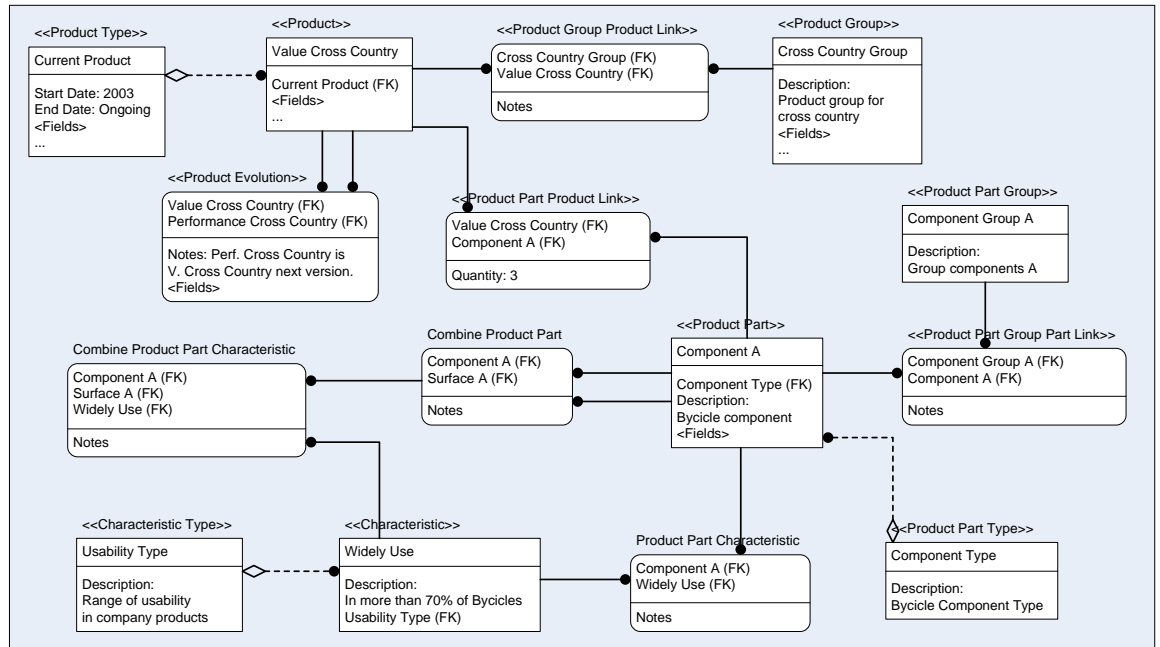 <<Product Type>>
Current Product
Start Date: 2003
End Date: Ongoing
<Fields>
...
<<Product>>
Value Cross Country
Current Product (FK)
<Fields>
...
<<Product Group Product Link>>
Cross Country Group (FK)
Value Cross Country (FK)
Notes
<<Product Group>>
Cross Country Group
Description:
Product group for
cross country
<Fields>
...
<<Product Evolution>>
Value Cross Country (FK)
Performance Cross Country (FK)
Notes: Perf. Cross Country is
V. Cross Country next version.
<Fields>
<<Product Part Product Link>>
Value Cross Country (FK)
Component A (FK)
Quantity: 3
<<Product Part Group>>
Component Group A
Description:
Group components A
Combine Product Part Characteristic
Component A (FK)
Surface A (FK)
Widely Use (FK)
Notes
Combine Product Part
Component A (FK)
Surface A (FK)
Notes
<<Product Part>>
Component A
Component Type (FK)
Description:
Bycicle component
<Fields>
<<Product Part Group Part Link>>
Component Group A (FK)
Component A (FK)
Notes
<<Characteristic Type>>
Usability Type
Description:
Range of usability
in company products
<<Characteristic>>
Widely Use
Description:
In more than 70% of Bycicles
Usability Type (FK)
Product Part Characteristic
Component A (FK)
Widely Use (FK)
Notes
<<Product Part Type>>
Component Type
Description:
Bycicle Component Type